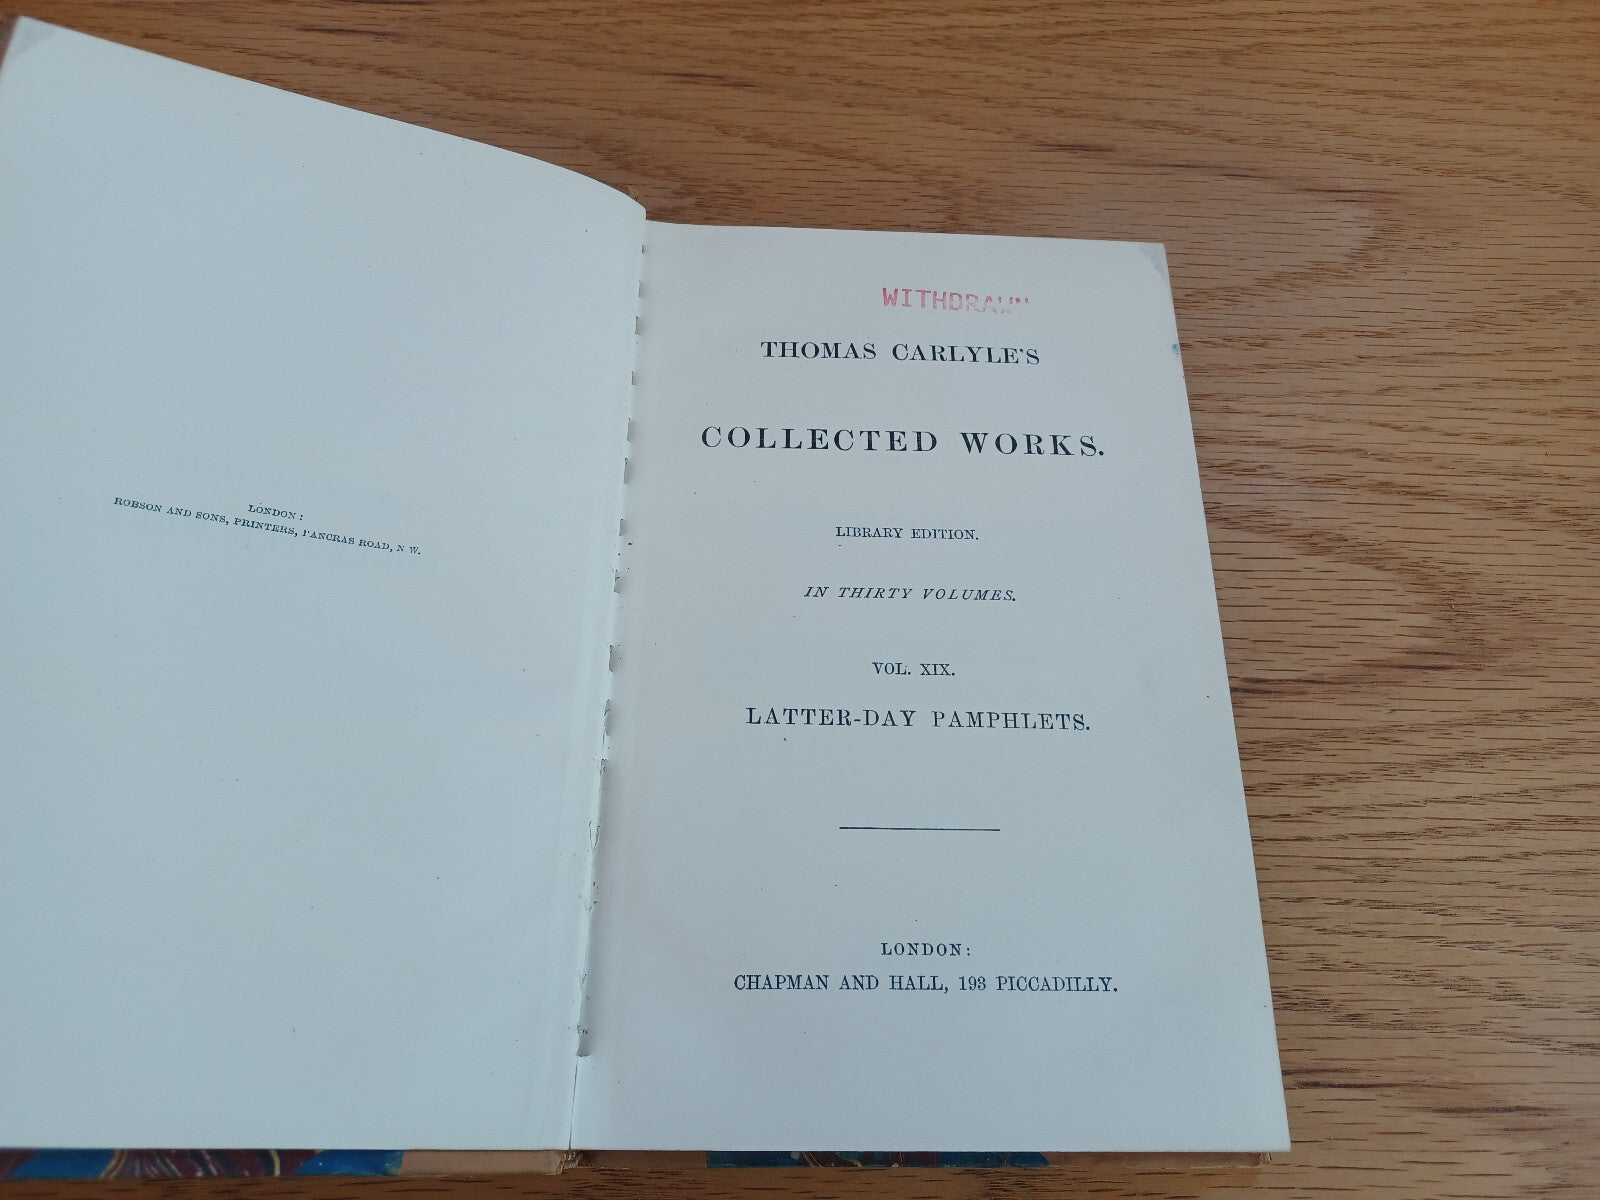 LONDON:
ROBSON AND SONS, PRINTERS, PANCRAS ROAD, N W.
WITHDRAWN
THOMAS CARLYLE'S
COLLECTED WORKS.
LIBRARY EDITION.
IN THIRTY VOLUMES.
VOL. XIX.
LATTER-DAY PAMPHLETS.
LONDON:
CHAPMAN AND HALL, 193 PICCADILLY.